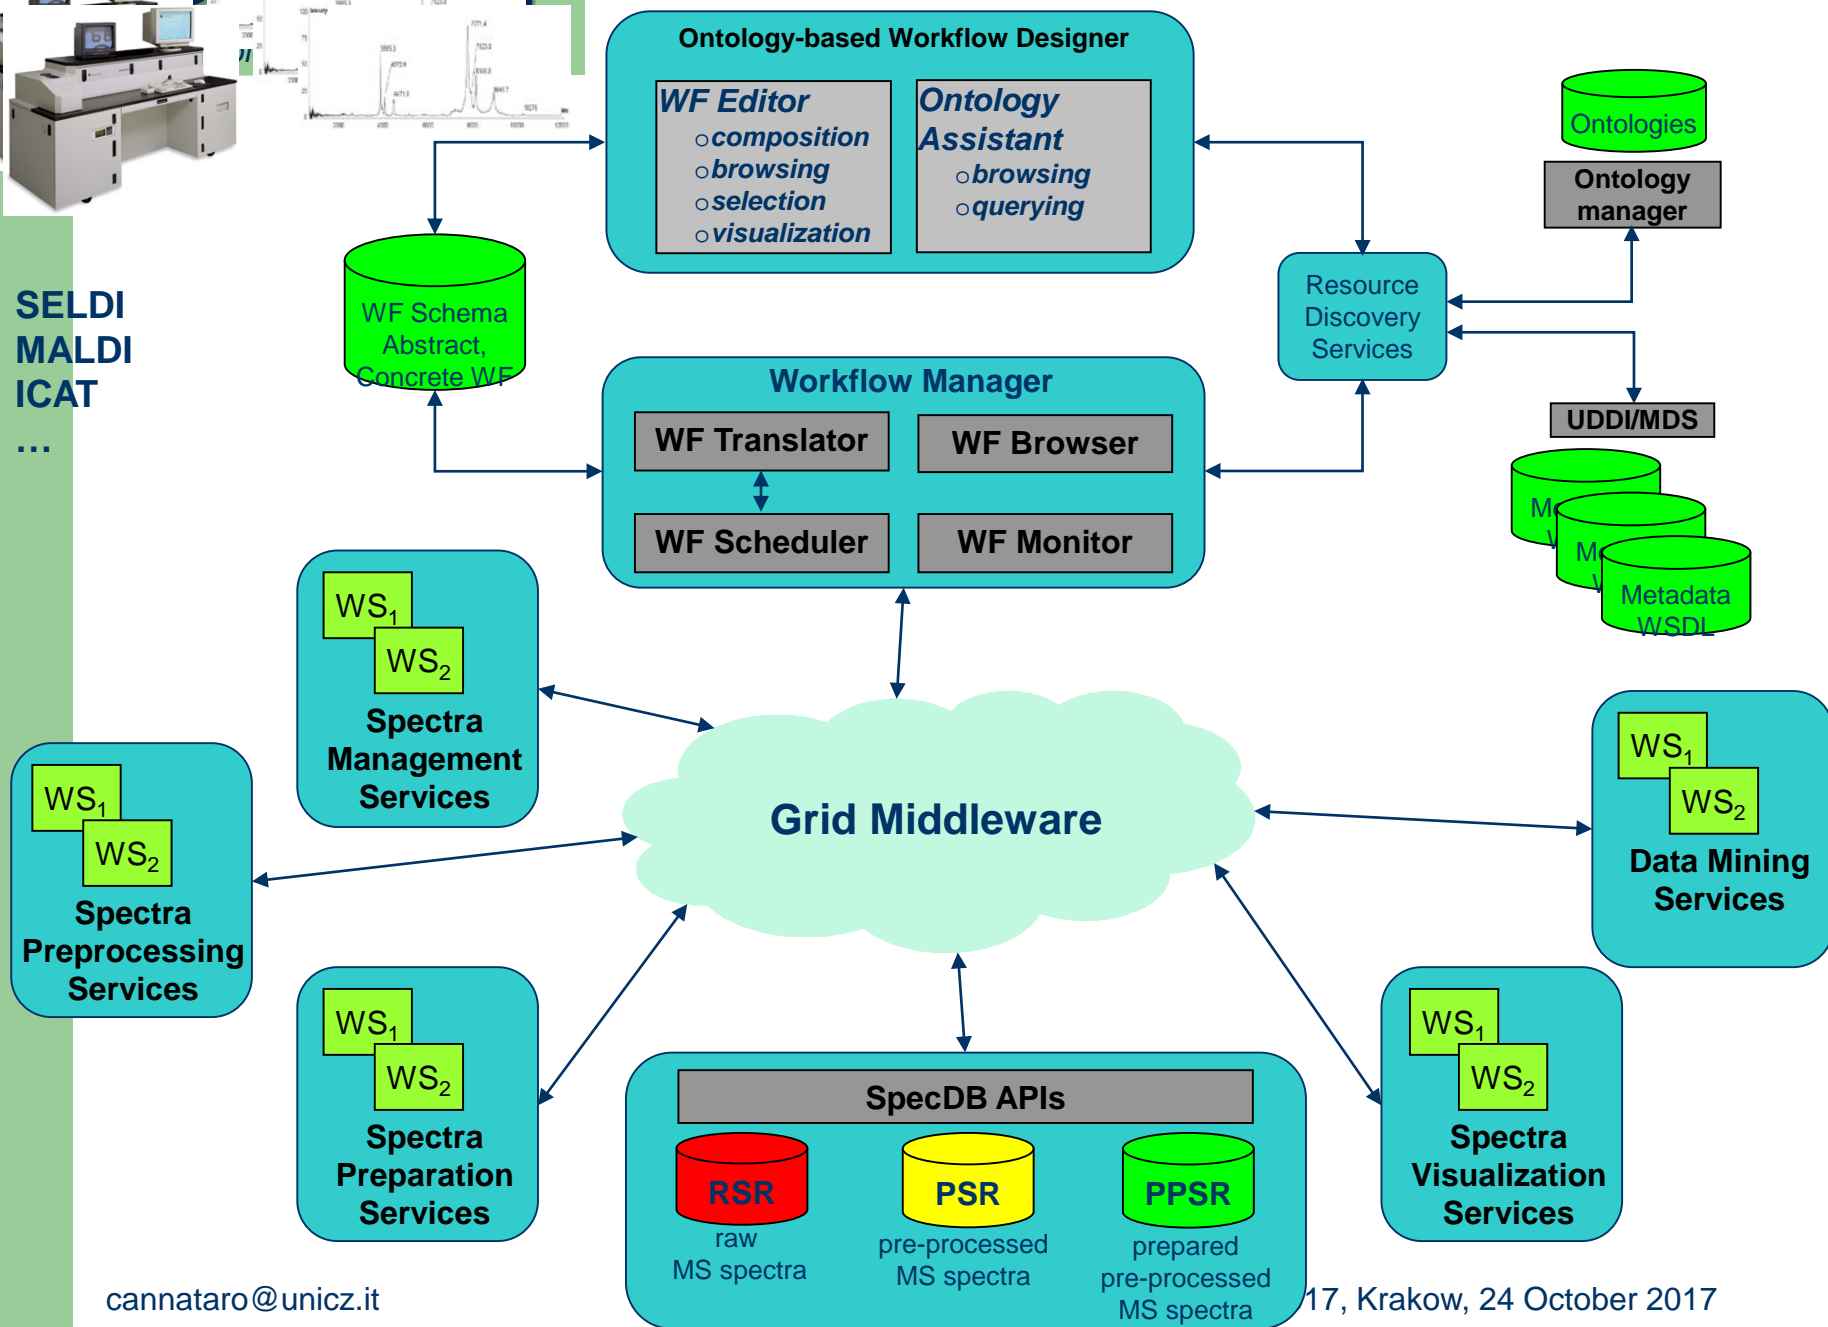 Ontology-based Workflow Designer
WF Editor
composition
browsing
selection
visualization
Ontology
Assistant
browsing
querying
Ontologies
Ontology
manager
SELDI
MALDI
ICAT
…
WF Schema
Abstract,
Concrete WF
Resource
Discovery
Services
Workflow Manager
WF Translator
WF Browser
WF Scheduler
WF Monitor
UDDI/MDS
Metadata
WSDL
WS1
WS2
Spectra
Management
Services
WS1
WS2
Spectra
Preprocessing
Services
Grid Middleware
WS1
WS2
Data Mining
Services
WS1
WS2
Spectra
Preparation
Services
SpecDB APIs
RSR
raw
MS spectra
PSR
pre-processed
MS spectra
PPSR
prepared
pre-processed
MS spectra
WS1
WS2
Spectra
Visualization
Services
cannataro@unicz.it
17, Krakow, 24 October 2017